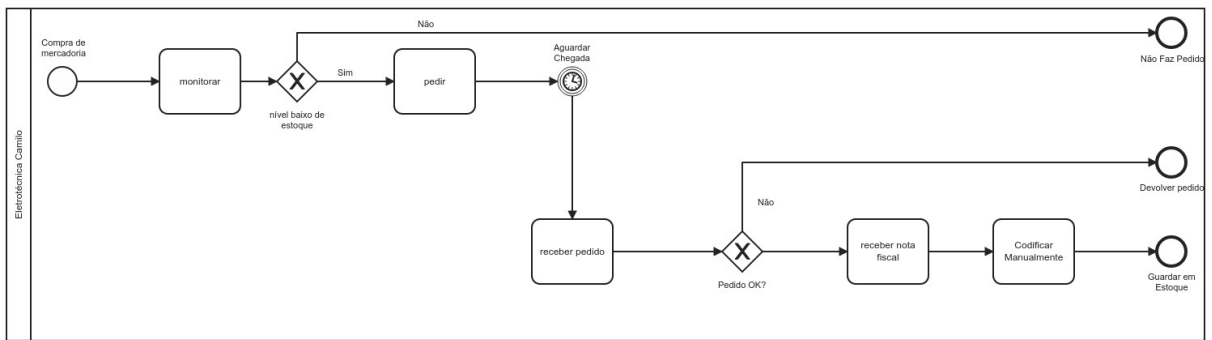 Eletrotécnica Camilo
Compra de
mercadoria
monitorar
nível baixo de
estoque
Não
Sim
pedir
Aguardar
Chegada
Não Faz Pedido
receber pedido
Pedido OK?
Não
Devolver pedido
receber nota
fiscal
Codificar
Manualmente
Guardar em
Estoque